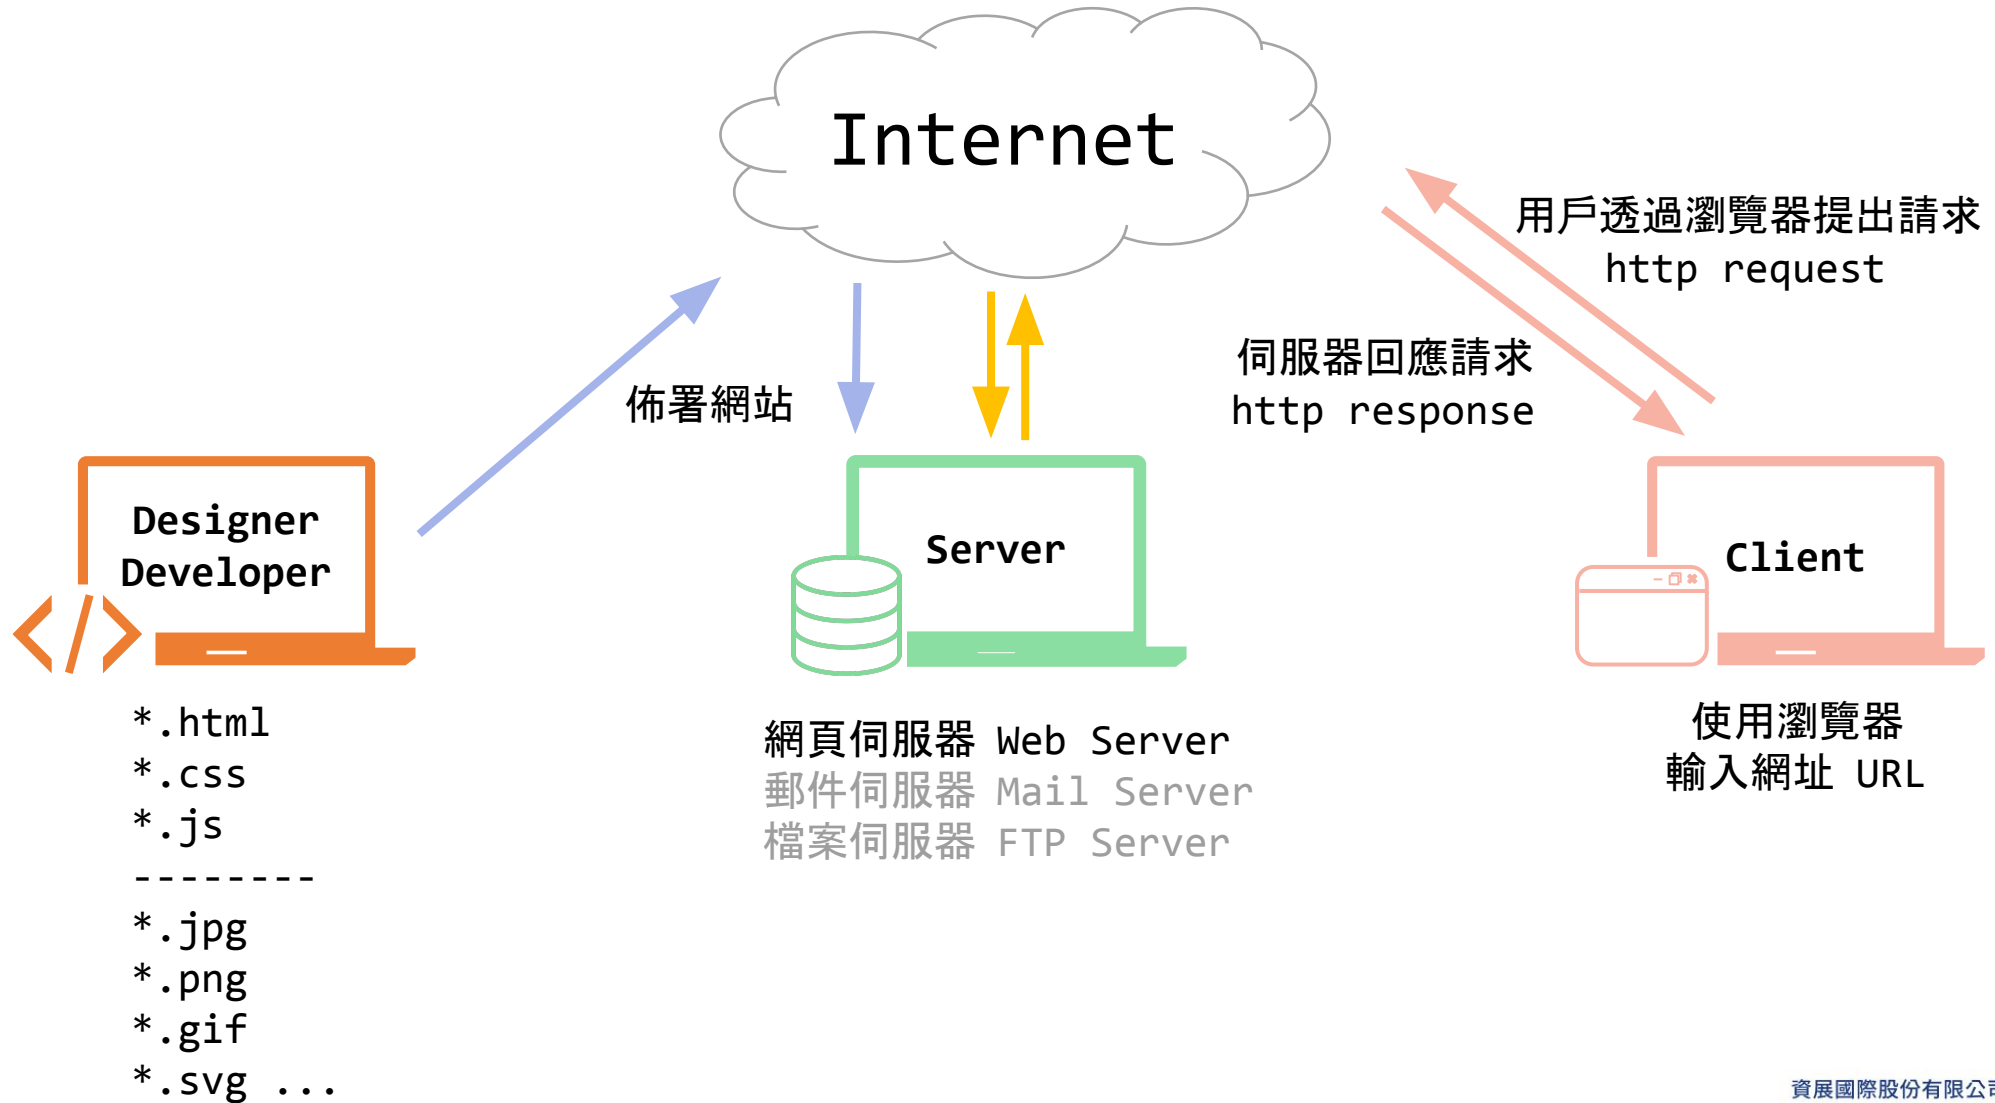 Internet
用戶透過瀏覽器提出請求
http request
伺服器回應請求
http response
佈署網站
Designer
Developer
Server
Client
*.html
*.css
*.js
--------
*.jpg
*.png
*.gif
*.svg ...
網頁伺服器 Web Server
郵件伺服器 Mail Server
檔案伺服器 FTP Server
使用瀏覽器
輸入網址 URL
資展國際股份有限公司